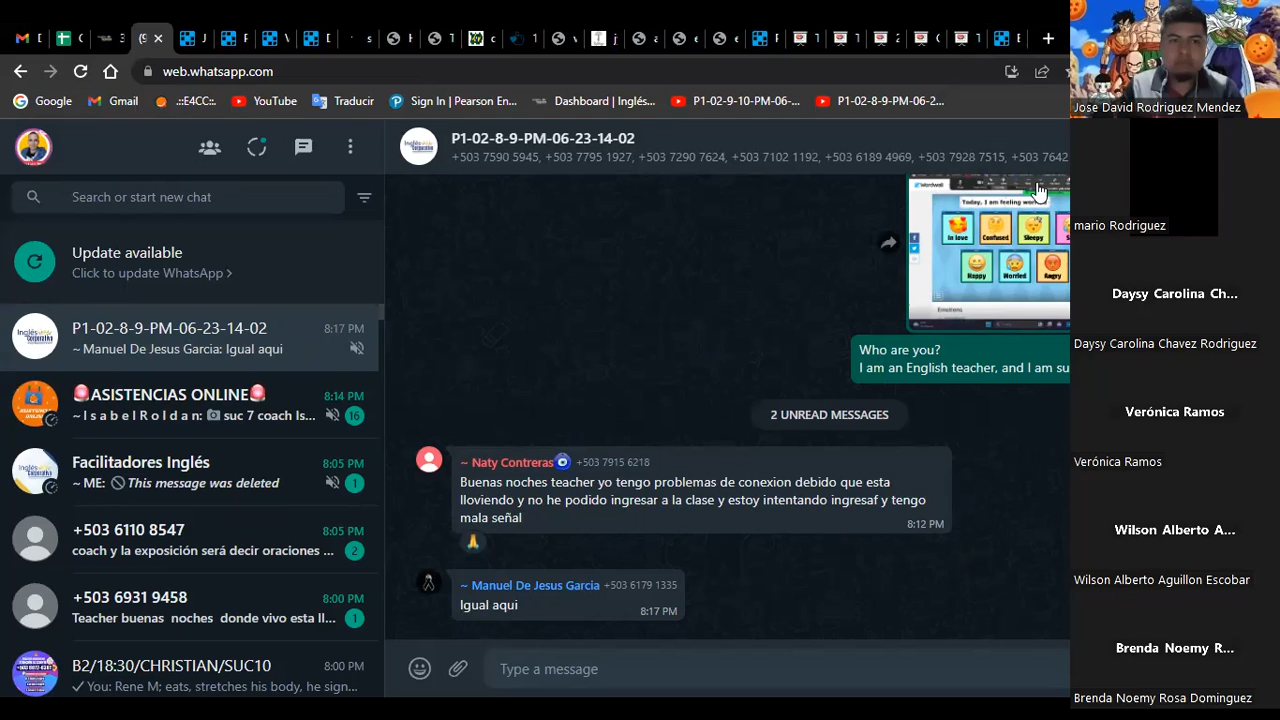 web.whatsapp.com
Google
Gmail
.::E4CC::.
YouTube
Traducir
Sign In | Pearson En...
Dashboard | Inglés...
P1-02-9-10-PM-06-...
P1-02-8-9-PM-06-2...
Search or start new chat
Update available
Click to update WhatsApp
P1-02-8-9-PM-06-23-14-02
8:17 PM
~ Manuel De Jesus Garcia: Igual aqui
🚨ASISTENCIAS ONLINE🚨
8:14 PM
~ I s a b e l R o l d a n: 📷 suc 7 coach Is...
16
Facilitadores Inglés
8:05 PM
~ ME: 🚫 This message was deleted
1
+503 6110 8547
8:05 PM
coach y la exposición será decir oraciones ...
2
+503 6931 9458
8:00 PM
Teacher buenas noches donde vivo esta ll...
1
B2/18:30/CHRISTIAN/SUC10
8:00 PM
✓ You: Rene M; eats, stretches his body, he sign...
P1-02-8-9-PM-06-23-14-02
+503 7590 5945, +503 7795 1927, +503 7290 7624, +503 7102 1192, +503 6189 4969, +503 7928 7515, +503 7642
Wordwall
In love
Confused
Sleepy
Happy
Worried
Angry
Emotions
Who are you?
I am an English teacher, and I am su
2 UNREAD MESSAGES
~ Naty Contreras🧿 +503 7915 6218
Buenas noches teacher yo tengo problemas de conexion debido que esta
lloviendo y no he podido ingresar a la clase y estoy intentando ingresaf y tengo
mala señal
8:12 PM
~ Manuel De Jesus Garcia +503 6179 1335
Igual aqui
8:17 PM
Type a message
Jose David Rodriguez Mendez
mario Rodriguez
Daysy Carolina Ch...
Daysy Carolina Chavez Rodriguez
Verónica Ramos
Verónica Ramos
Wilson Alberto A...
Wilson Alberto Aguillon Escobar
Brenda Noemy R...
Brenda Noemy Rosa Dominguez